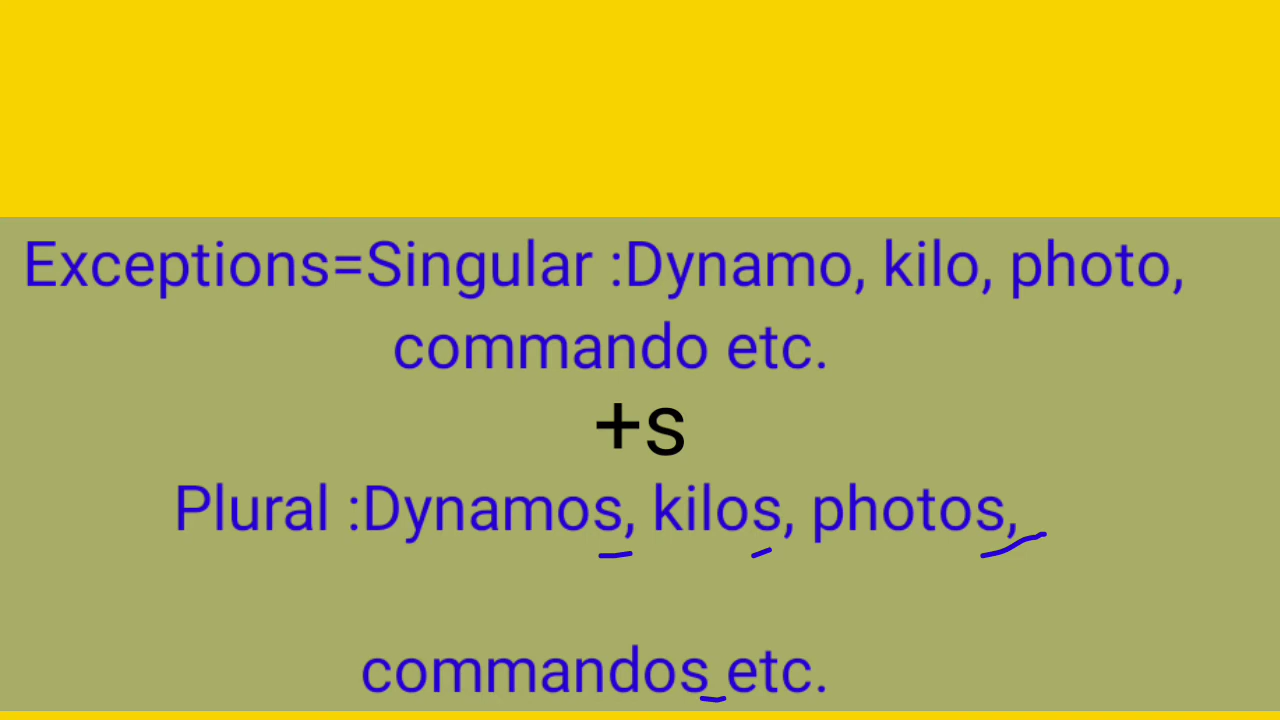 Exceptions=Singular :Dynamo, kilo, photo,
commando etc.
+s
Plural :Dynamos, kilos, photos,
commandos etc.